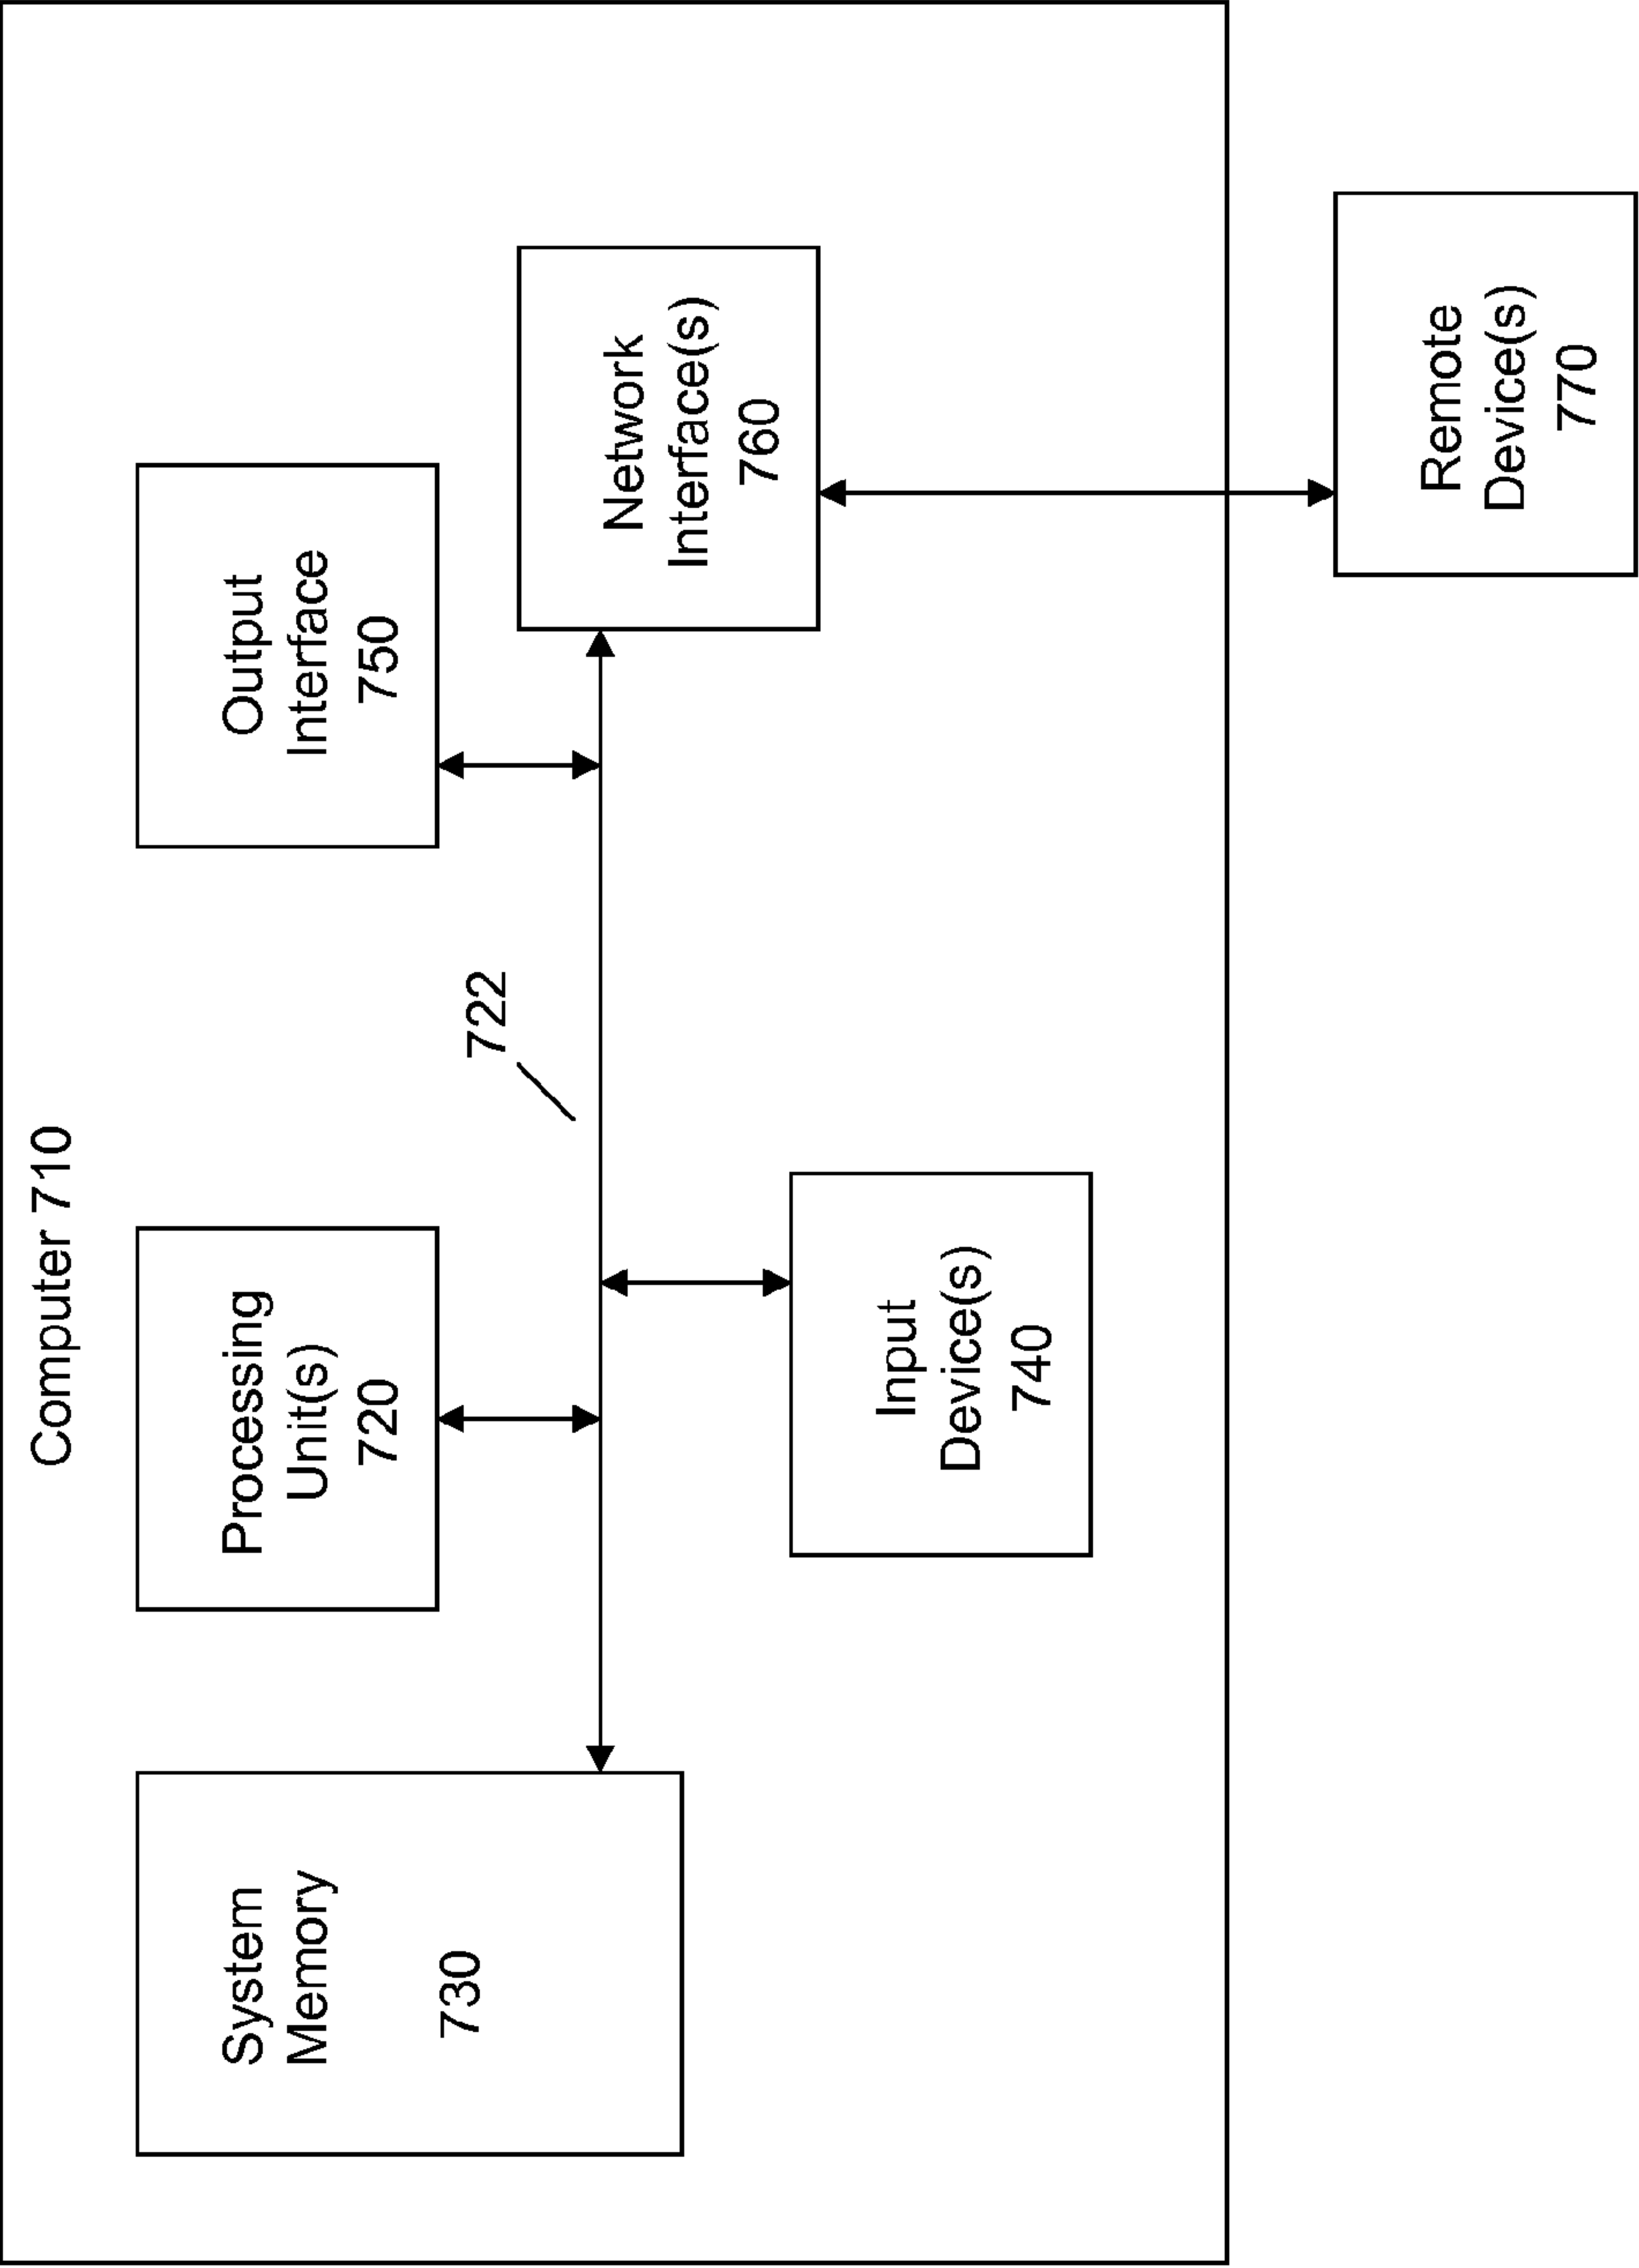 Computer 710
System
Memory
730
Processing
Unit(s)
720
Output
Interface
750
722
Network
Interface(s)
760
Input
Device(s)
740
Remote
Device(s)
770